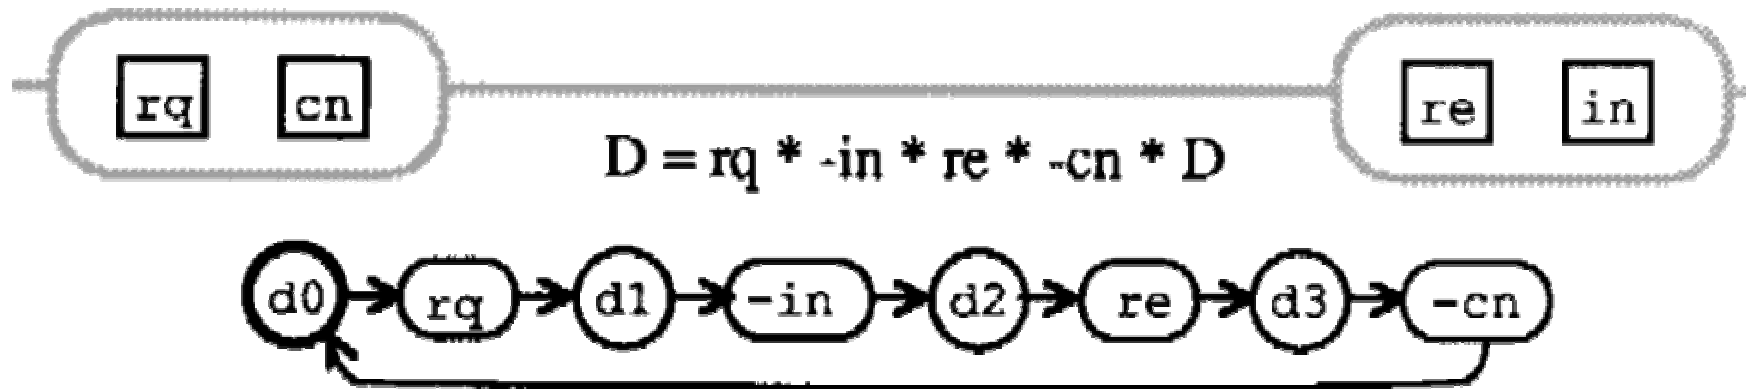 rq cn re in
D = rq * -in * re * -cn * D
d0 rq d1 -in d2 re d3 -cn